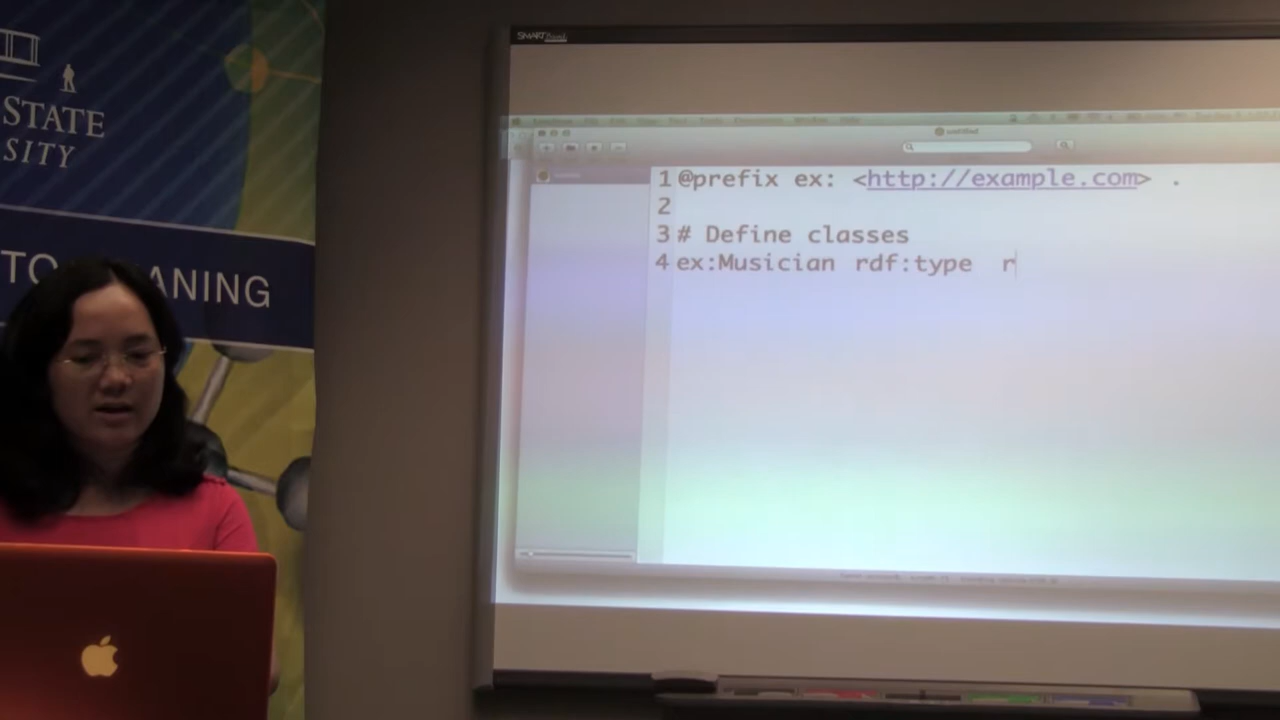 STATE
SITY
TO
ANING
SMART
1 @prefix ex: <http://example.com> .
2
3 # Define classes
4 ex:Musician rdf:type r